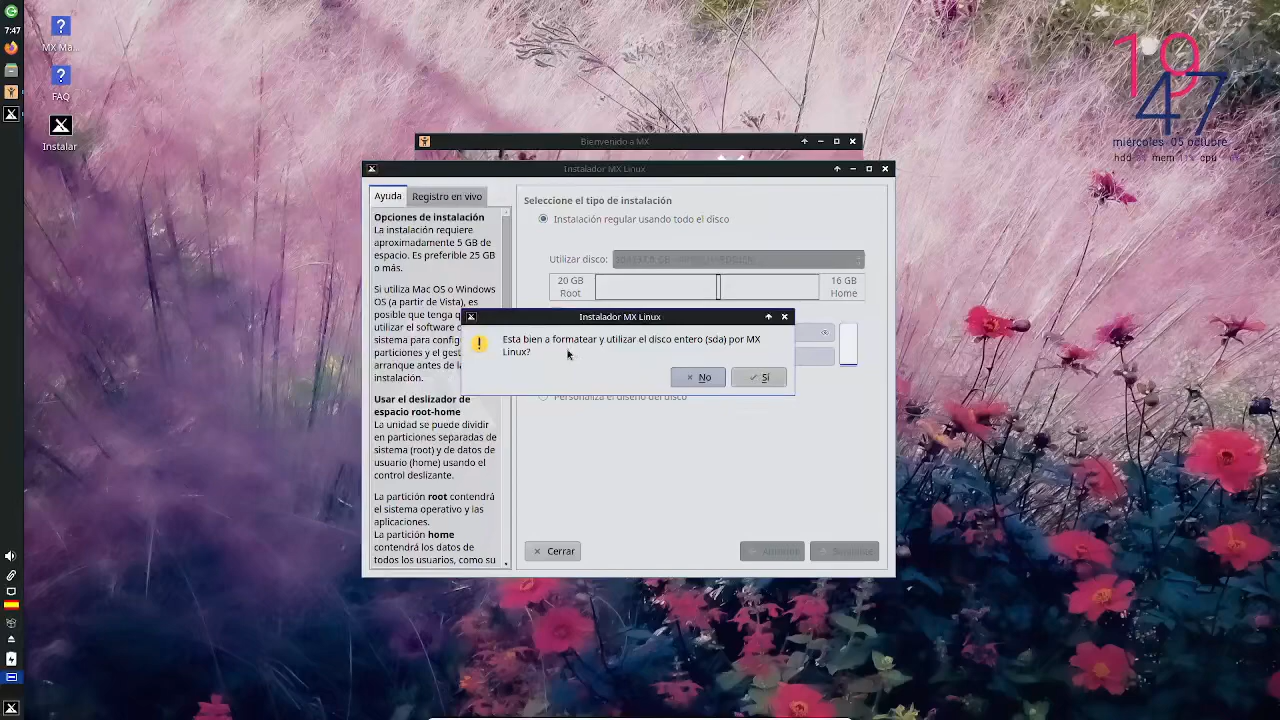 7:47
MX Ma...
FAQ
Instalar
19
47
miércoles 05 octubre
hdd mem cpu
Bienvenido a MX
Instalador MX Linux
Ayuda
Registro en vivo
Opciones de instalación
La instalación requiere
aproximadamente 5 GB de
espacio. Es preferible 25 GB
o más.
Si utiliza Mac OS o Windows
OS (a partir de Vista), es
posible que tenga q
utilizar el software d
sistema para config
particiones y el gest
arranque antes de la
instalación.
Usar el deslizador de
espacio root-home
La unidad se puede dividir
en particiones separadas de
sistema (root) y de datos de
usuario (home) usando el
control deslizante.
La partición root contendrá
el sistema operativo y las
aplicaciones.
La partición home
contendrá los datos de
todos los usuarios, como su
Seleccione el tipo de instalación
Instalación regular usando todo el disco
Utilizar disco:
20 GB
Root
16 GB
Home
Instalador MX Linux
Esta bien a formatear y utilizar el disco entero (sda) por MX
Linux?
No
Sí
Personaliza el diseño del disco
Cerrar